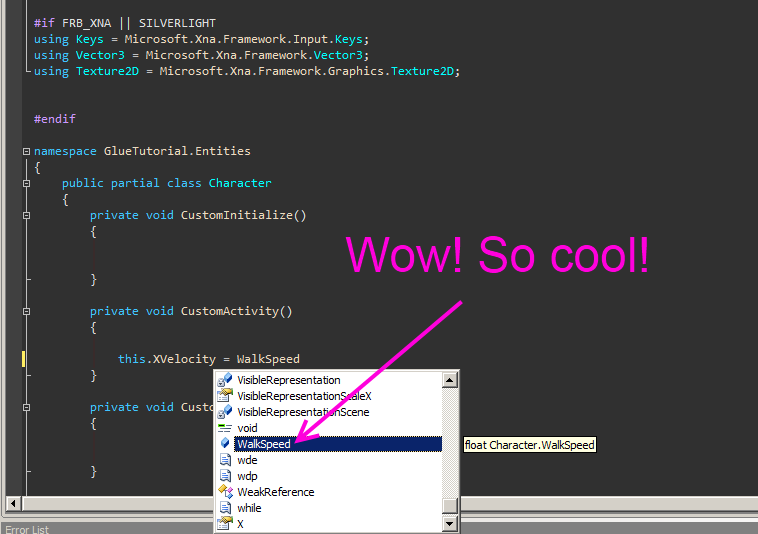 #if FRB_XNA || SILVERLIGHT
using Keys = Microsoft.Xna.Framework.Input.Keys;
using Vector3 = Microsoft.Xna.Framework.Vector3;
using Texture2D = Microsoft.Xna.Framework.Graphics.Texture2D;
#endif
namespace GlueTutorial.Entities
{
public partial class Character
{
private void CustomInitialize()
{
Wow! So cool!
}
private void CustomActivity()
{
this.XVelocity = WalkSpeed
}
VisibleRepresentation
VisibleRepresentationScaleX
private void Custo
VisibleRepresentationScene
{
void
WalkSpeed
float Character.WalkSpeed
wde
}
wdp
WeakReference
while
X
Error List